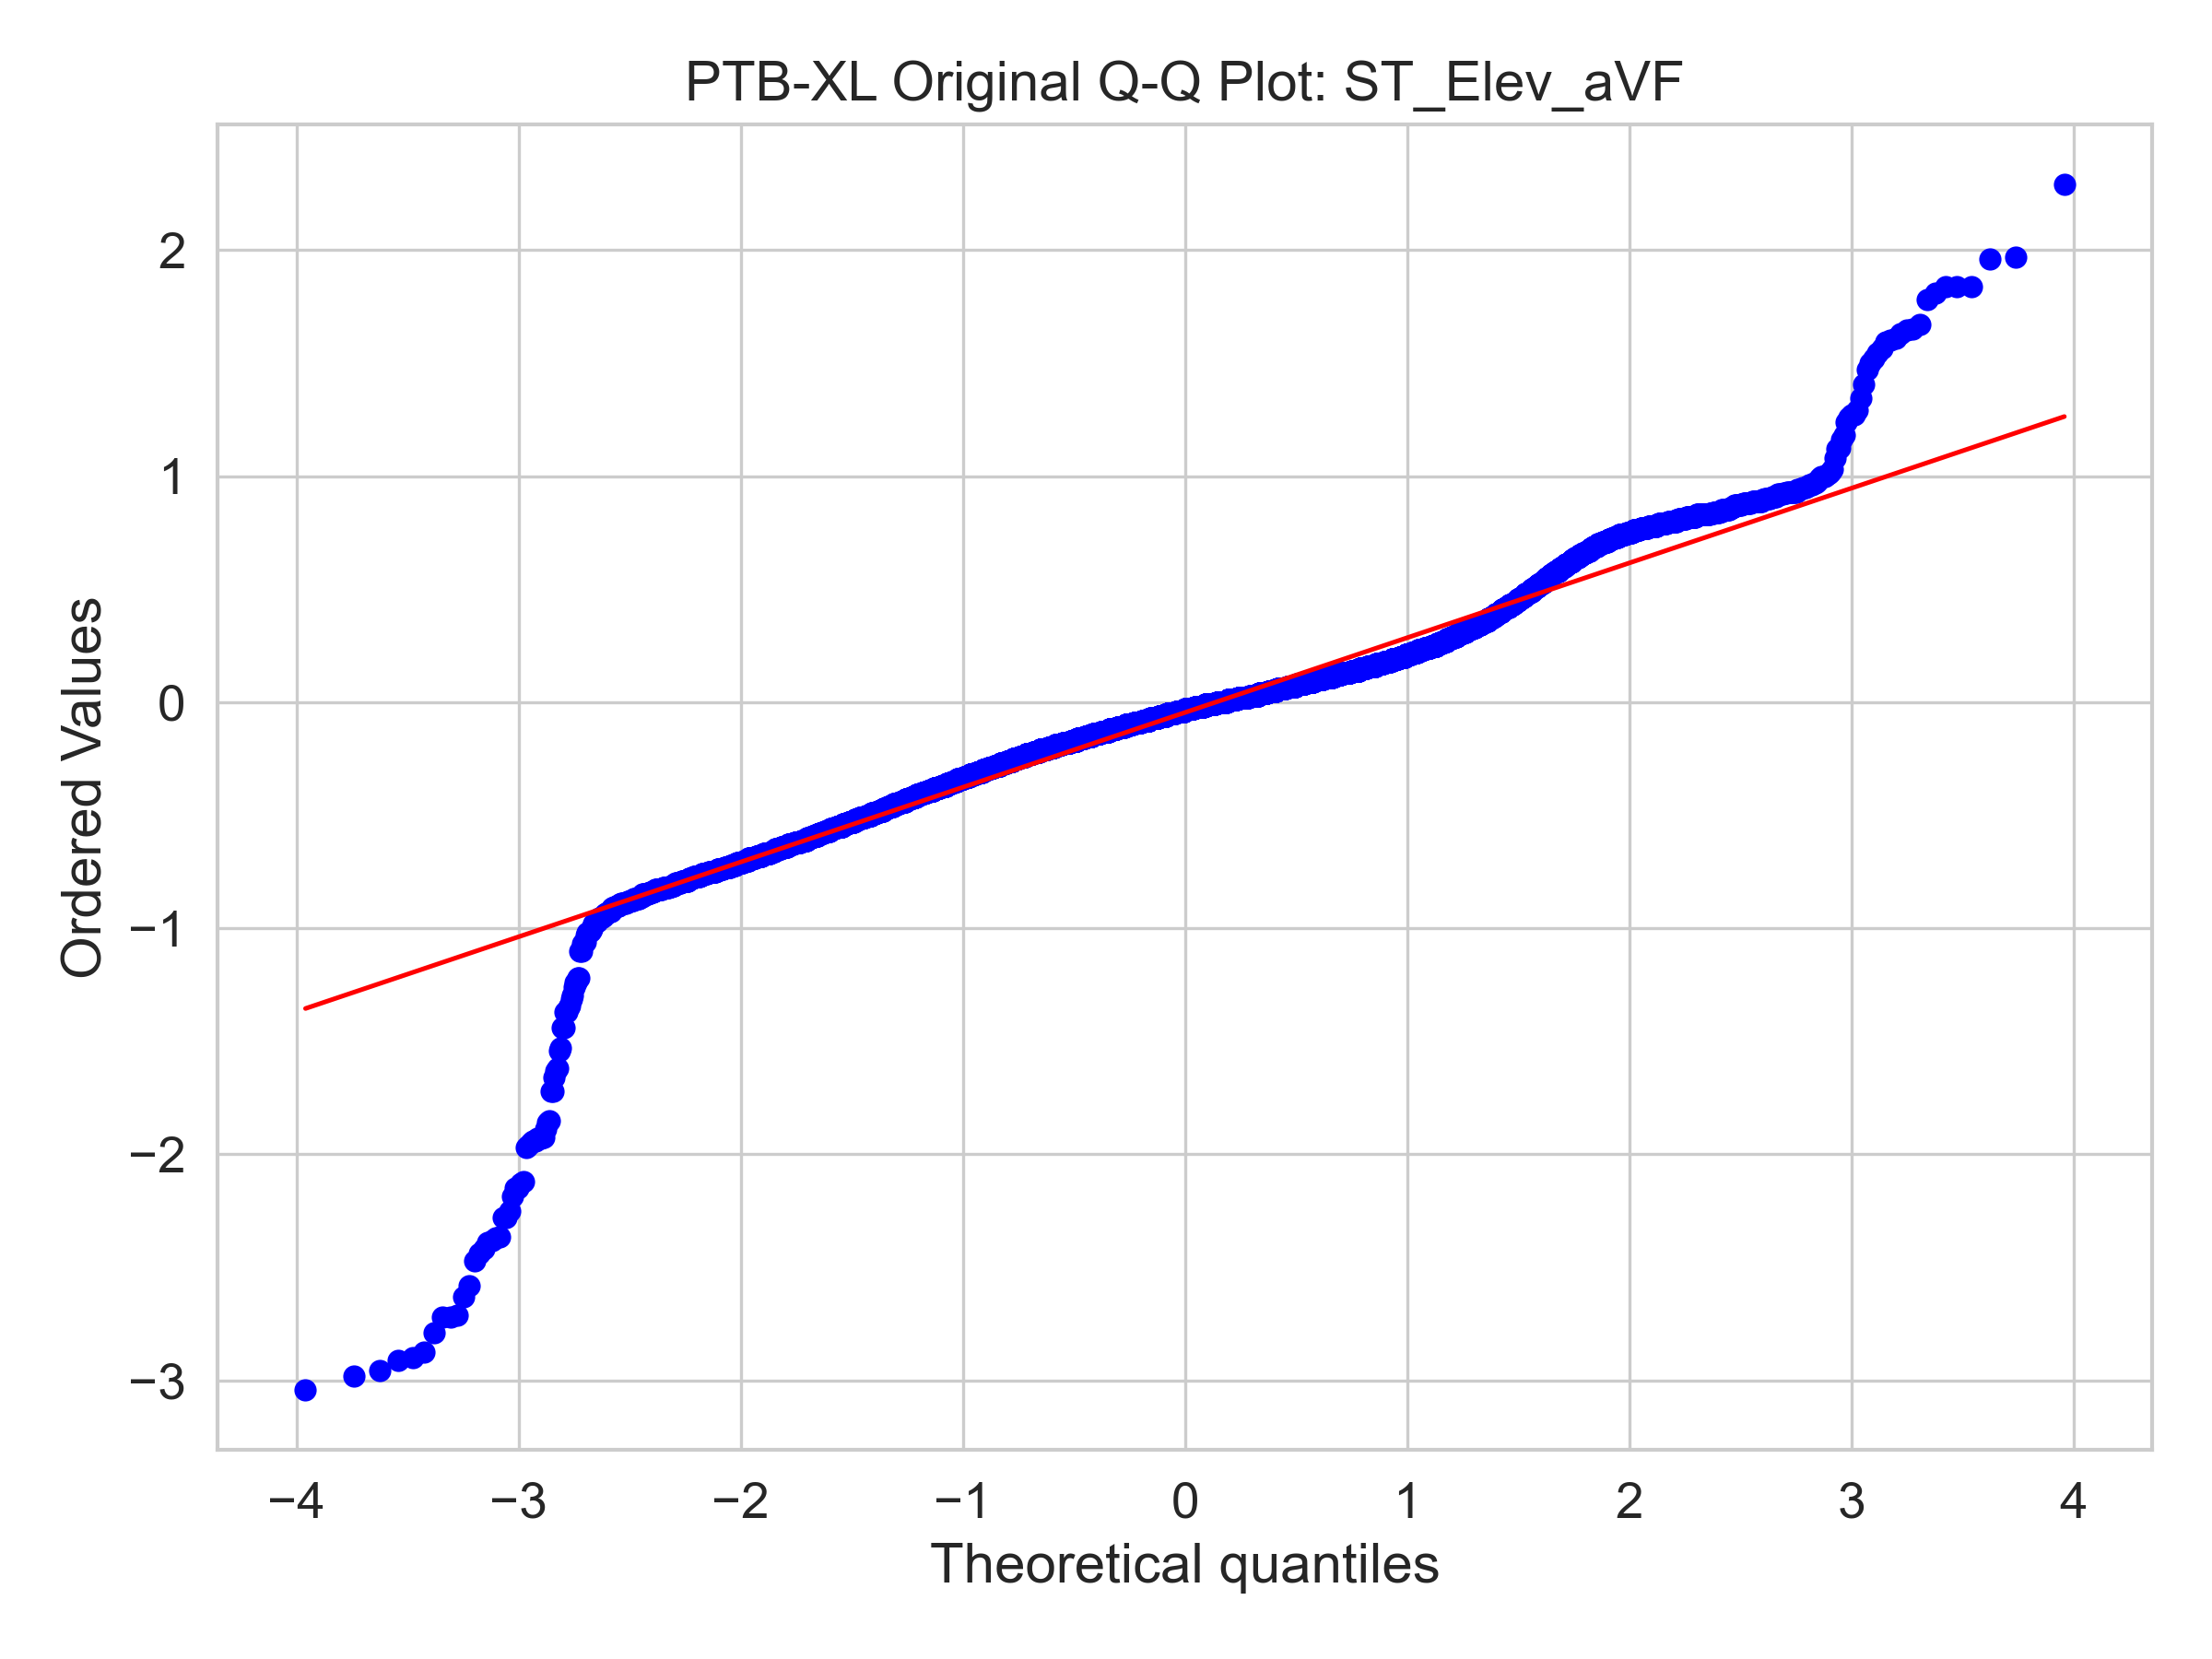 PTB-XL Original Q-Q Plot: ST_Elev_aVF
2
1
0
−1
−2
−3
Ordered Values
−4 −3 −2 −1 0 1 2 3 4
Theoretical quantiles